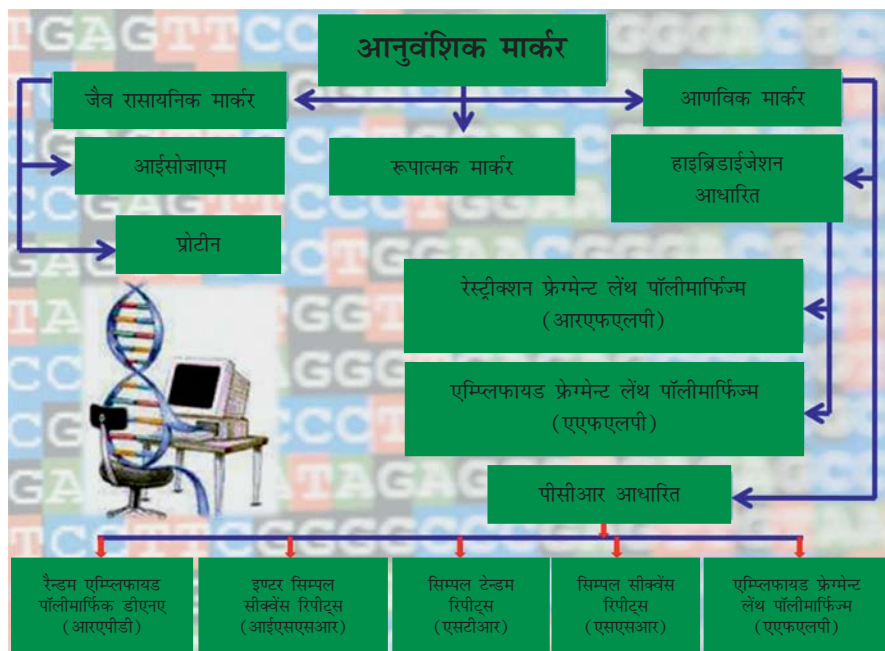 आनुवंशिक मार्कर
जैव रासायनिक मार्कर
आणविक मार्कर
आईसोजाएम
रूपात्मक मार्कर
हाइब्रिडाईजेशन
आधारित
प्रोटीन
रेस्ट्रीक्शन फ्रेग्मेन्ट लेंथ पॉलीमार्फिज्म
(आरएफएलपी)
एम्प्लिफायड फ्रेग्मेन्ट लेंथ पॉलीमार्फिज्म
(एएफएलपी)
पीसीआर आधारित
रैन्डम एम्प्लिफायड
पॉलीमार्फिक डीएनए
(आरएपीडी)
इण्टर सिम्पल
सीक्वेंस रिपीट्स
(आईएसएसआर)
सिम्पल टेन्डम
रिपीट्स
(एसटीआर)
सिम्पल सीक्वेंस
रिपीट्स
(एसएसआर)
एम्प्लिफायड फ्रेग्मेन्ट
लेंथ पॉलीमार्फिज्म
(एएफएलपी)